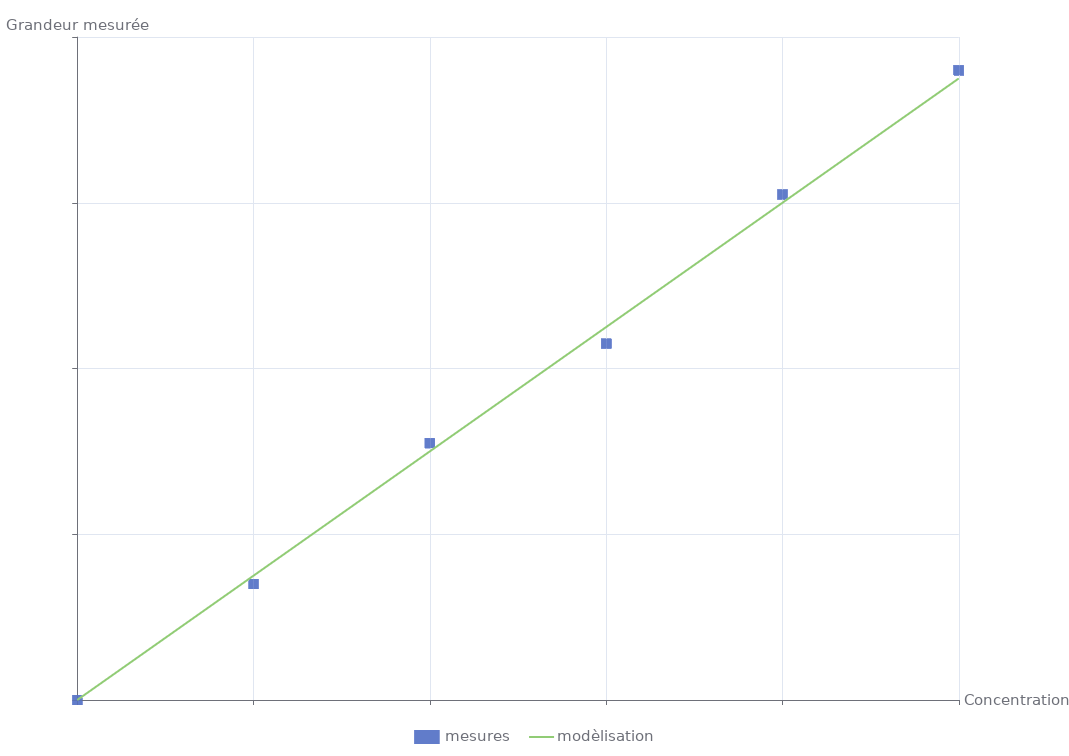 Grandeur mesurée
Concentration
mesures
modèlisation